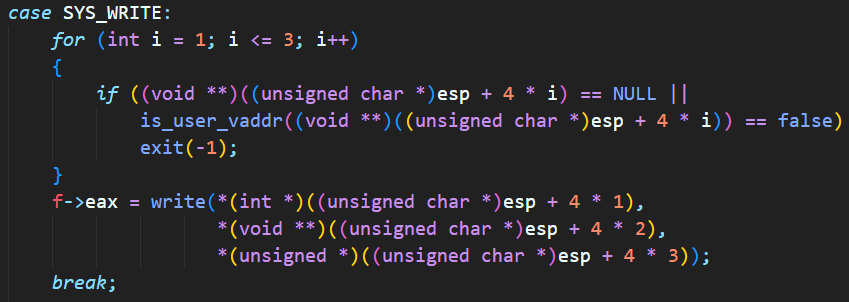 case SYS_WRITE:
    for (int i = 1; i <= 3; i++)
    {
        if ((void **)((unsigned char *)esp + 4 * i) == NULL ||
            is_user_vaddr((void **)((unsigned char *)esp + 4 * i)) == false)
            exit(-1);
    }
    f->eax = write(*(int *)((unsigned char *)esp + 4 * 1),
                   *(void **)((unsigned char *)esp + 4 * 2),
                   *(unsigned *)((unsigned char *)esp + 4 * 3));
    break;